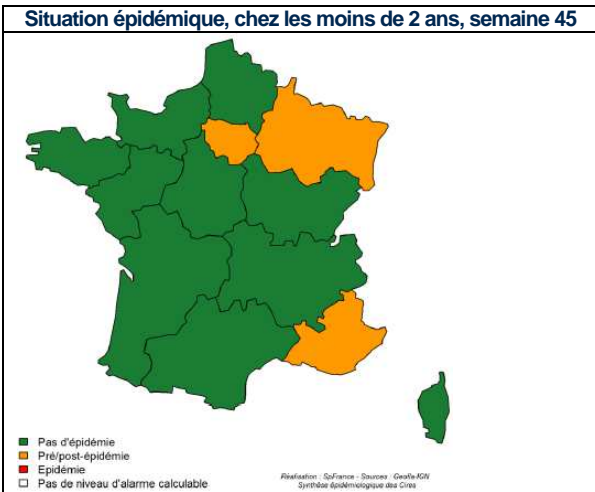 Situation épidémique, chez les moins de 2 ans, semaine 45
Pas d'épidémie
Pré/post-épidémie
Epidémie
Pas de niveau d'alarme calculable
Réalisation : SpFrance - Sources : Geofla-IGN
Synthèse épidémiologique des Cires